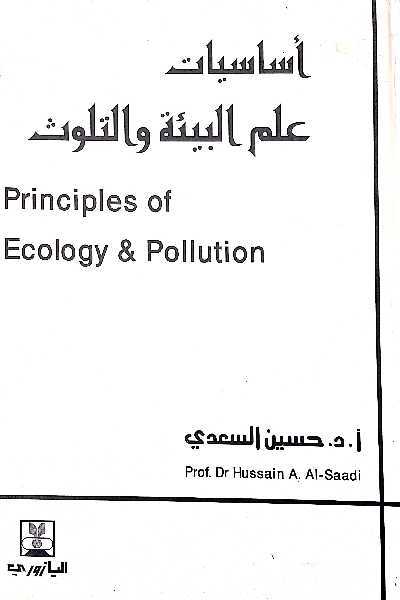 أساسيات
علم البيئة والتلوث
Principles of
Ecology & Pollution
أ.د. حسين السعدي
Prof. Dr Hussain A. Al-Saadi
اليازوري